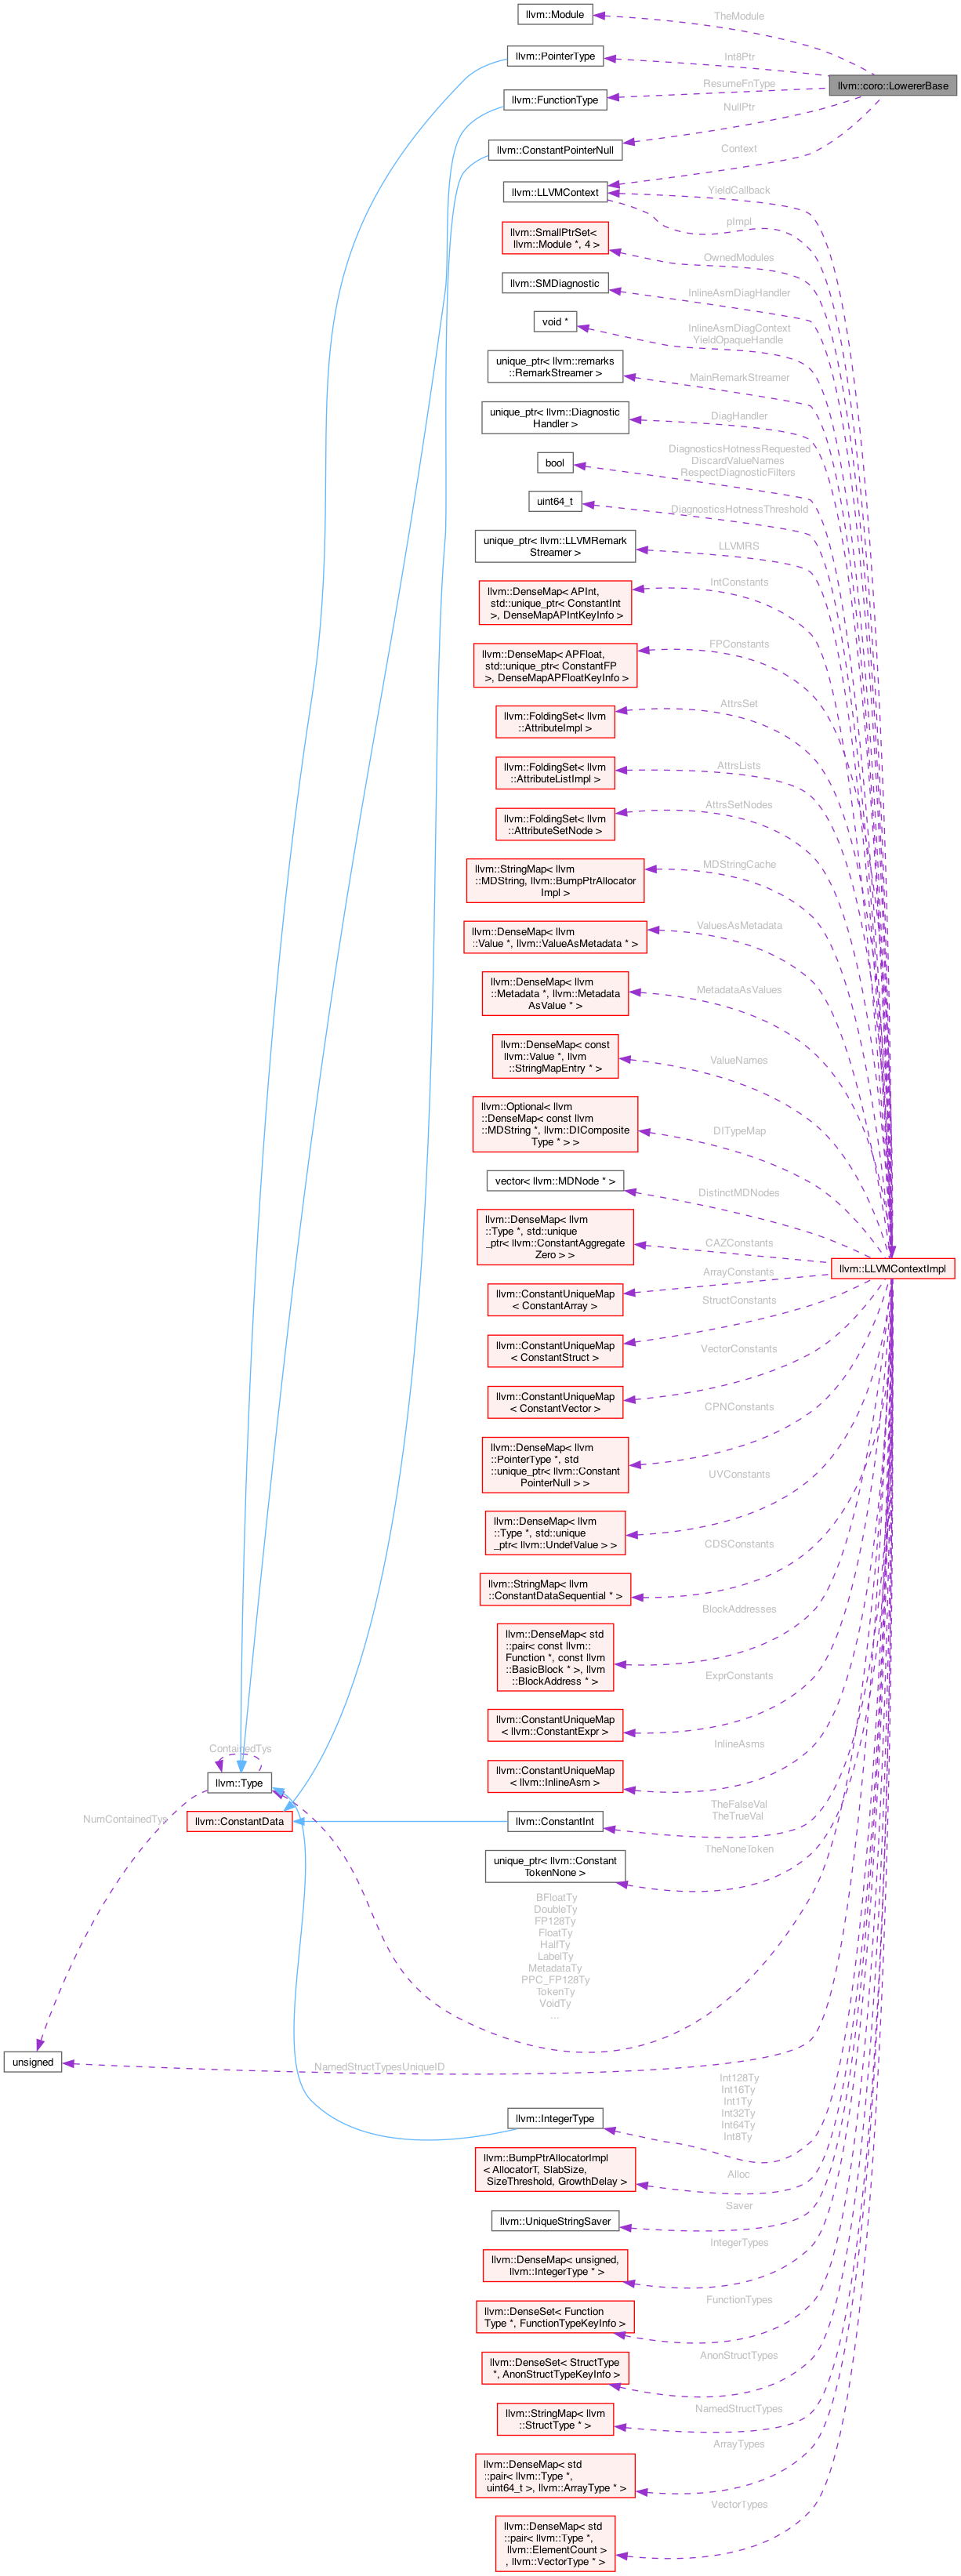 llvm::Module
TheModule
llvm::PointerType
Int8Ptr
llvm::coro::LowererBase
llvm::FunctionType
ResumeFnType
NullPtr
llvm::ConstantPointerNull
Context
llvm::LLVMContext
YieldCallback
pImpl
llvm::SmallPtrSet<
llvm::Module *, 4 >
OwnedModules
llvm::SMDiagnostic
InlineAsmDiagHandler
void *
InlineAsmDiagContext
YieldOpaqueHandle
unique_ptr< llvm::remarks
::RemarkStreamer >
MainRemarkStreamer
unique_ptr< llvm::Diagnostic
Handler >
DiagHandler
bool
DiagnosticsHotnessRequested
DiscardValueNames
RespectDiagnosticFilters
uint64_t
DiagnosticsHotnessThreshold
unique_ptr< llvm::LLVMRemark
Streamer >
LLVMRS
llvm::DenseMap< APInt,
std::unique_ptr< ConstantInt
>, DenseMapAPIntKeyInfo >
IntConstants
llvm::DenseMap< APFloat,
std::unique_ptr< ConstantFP
>, DenseMapAPFloatKeyInfo >
FPConstants
llvm::FoldingSet< llvm
::AttributeImpl >
AttrsSet
llvm::FoldingSet< llvm
::AttributeListImpl >
AttrsLists
llvm::FoldingSet< llvm
::AttributeSetNode >
AttrsSetNodes
llvm::StringMap< llvm
::MDString, llvm::BumpPtrAllocator
Impl >
MDStringCache
llvm::DenseMap< llvm
::Value *, llvm::ValueAsMetadata * >
ValuesAsMetadata
llvm::DenseMap< llvm
::Metadata *, llvm::Metadata
AsValue * >
MetadataAsValues
llvm::DenseMap< const
llvm::Value *, llvm
::StringMapEntry * >
ValueNames
llvm::Optional< llvm
::DenseMap< const llvm
::MDString *, llvm::DIComposite
Type * > >
DITypeMap
vector< llvm::MDNode * >
DistinctMDNodes
llvm::DenseMap< llvm
::Type *, std::unique
_ptr< llvm::ConstantAggregate
Zero > >
CAZConstants
llvm::LLVMContextImpl
ArrayConstants
llvm::ConstantUniqueMap
< ConstantArray >
StructConstants
llvm::ConstantUniqueMap
< ConstantStruct >
VectorConstants
llvm::ConstantUniqueMap
< ConstantVector >
CPNConstants
llvm::DenseMap< llvm
::PointerType *, std
::unique_ptr< llvm::Constant
PointerNull > >
UVConstants
llvm::DenseMap< llvm
::Type *, std::unique
_ptr< llvm::UndefValue > >
CDSConstants
llvm::StringMap< llvm
::ConstantDataSequential * >
BlockAddresses
llvm::DenseMap< std
::pair< const llvm::
Function *, const llvm
::BasicBlock * >, llvm
::BlockAddress * >
ExprConstants
llvm::ConstantUniqueMap
< llvm::ConstantExpr >
InlineAsms
llvm::ConstantUniqueMap
< llvm::InlineAsm >
ContainedTys
llvm::Type
TheFalseVal
TheTrueVal
NumContainedTys
llvm::ConstantData
llvm::ConstantInt
TheNoneToken
unique_ptr< llvm::Constant
TokenNone >
BFloatTy
DoubleTy
FP128Ty
FloatTy
HalfTy
LabelTy
MetadataTy
PPC_FP128Ty
TokenTy
VoidTy
...
unsigned
NamedStructTypesUniqueID
Int128Ty
Int16Ty
Int1Ty
Int32Ty
Int64Ty
Int8Ty
llvm::IntegerType
llvm::BumpPtrAllocatorImpl
< AllocatorT, SlabSize,
SizeThreshold, GrowthDelay >
Alloc
Saver
llvm::UniqueStringSaver
IntegerTypes
llvm::DenseMap< unsigned,
llvm::IntegerType * >
FunctionTypes
llvm::DenseSet< Function
Type *, FunctionTypeKeyInfo >
AnonStructTypes
llvm::DenseSet< StructType
*, AnonStructTypeKeyInfo >
NamedStructTypes
llvm::StringMap< llvm
::StructType * >
ArrayTypes
llvm::DenseMap< std
::pair< llvm::Type *,
uint64_t >, llvm::ArrayType * >
VectorTypes
llvm::DenseMap< std
::pair< llvm::Type *,
llvm::ElementCount >
, llvm::VectorType * >